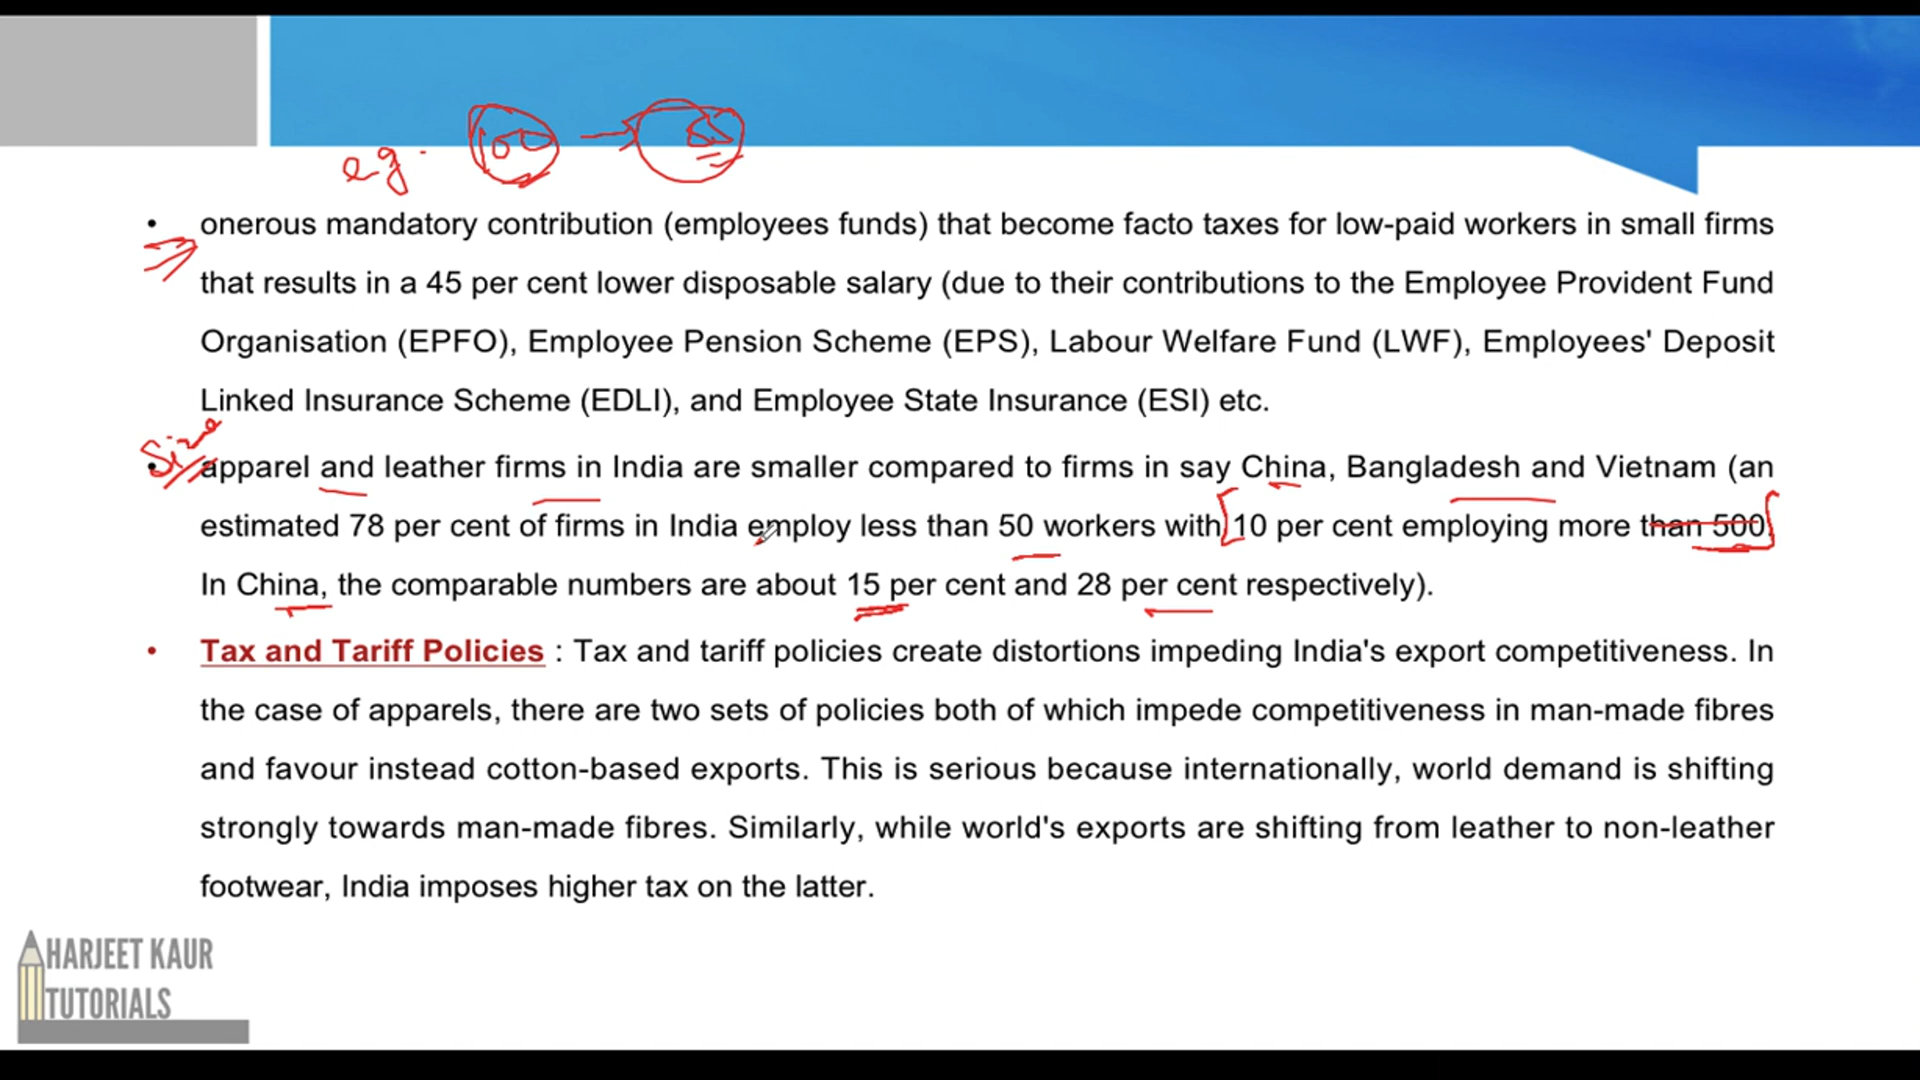 eg.
100
• onerous mandatory contribution (employees funds) that become facto taxes for low-paid workers in small firms
that results in a 45 per cent lower disposable salary (due to their contributions to the Employee Provident Fund
Organisation (EPFO), Employee Pension Scheme (EPS), Labour Welfare Fund (LWF), Employees' Deposit
Linked Insurance Scheme (EDLI), and Employee State Insurance (ESI) etc.
Size
• apparel and leather firms in India are smaller compared to firms in say China, Bangladesh and Vietnam (an
estimated 78 per cent of firms in India employ less than 50 workers with 10 per cent employing more than 500.
In China, the comparable numbers are about 15 per cent and 28 per cent respectively).
• Tax and Tariff Policies : Tax and tariff policies create distortions impeding India's export competitiveness. In
the case of apparels, there are two sets of policies both of which impede competitiveness in man-made fibres
and favour instead cotton-based exports. This is serious because internationally, world demand is shifting
strongly towards man-made fibres. Similarly, while world's exports are shifting from leather to non-leather
footwear, India imposes higher tax on the latter.
HARJEET KAUR
TUTORIALS